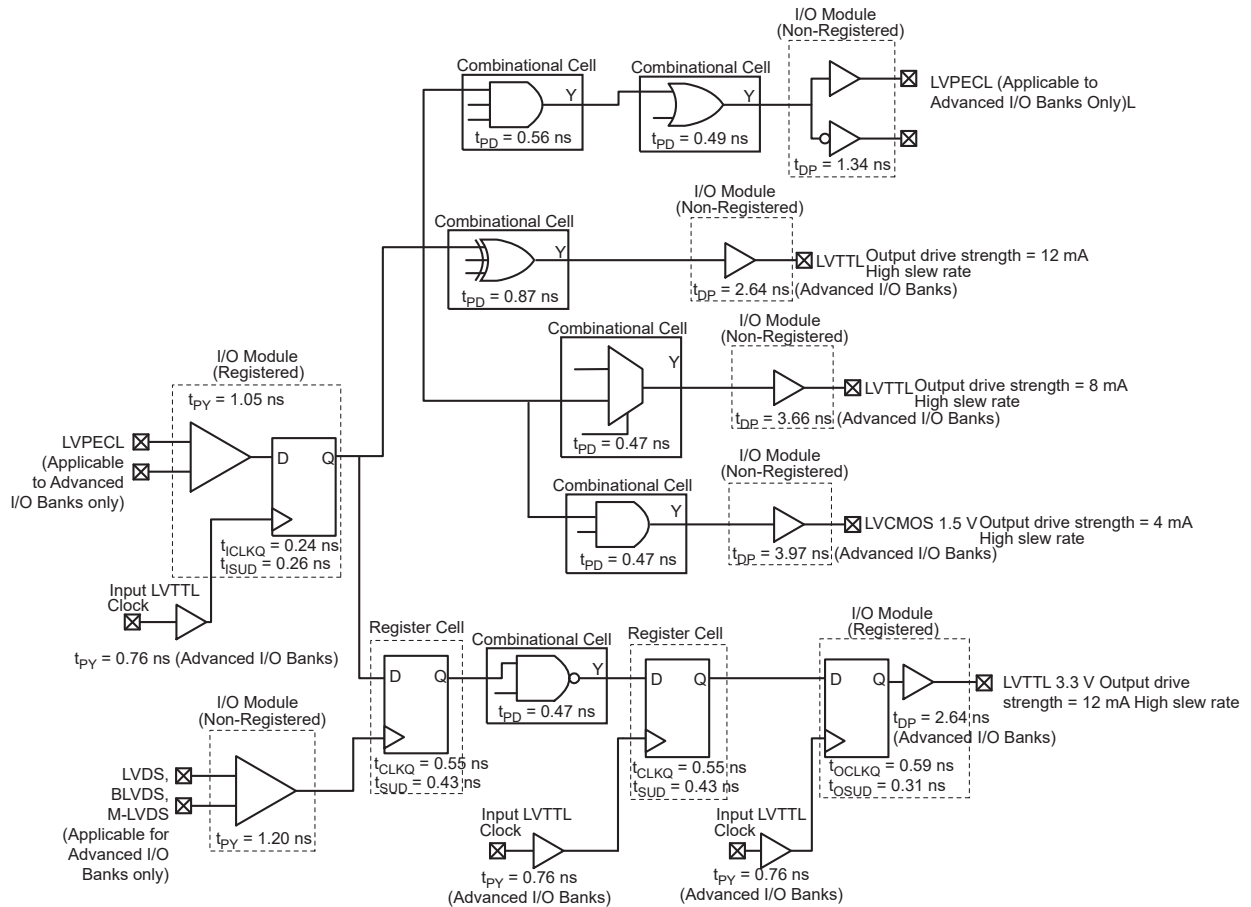 I/O Module
(Non-Registered)
Combinational Cell
Y
tPD = 0.56 ns
Combinational Cell
Y
tPD = 0.49 ns
tDP = 1.34 ns
LVPECL (Applicable to
Advanced I/O Banks Only)L
I/O Module
(Non-Registered)
Combinational Cell
Y
tPD = 0.87 ns
tDP = 2.64 ns
LVTTL
Output drive strength = 12 mA
High slew rate
(Advanced I/O Banks)
I/O Module
(Non-Registered)
Combinational Cell
Y
tPD = 0.47 ns
tDP = 3.66 ns
LVTTL
Output drive strength = 8 mA
High slew rate
(Advanced I/O Banks)
I/O Module
(Registered)
tPY = 1.05 ns
LVPECL
(Applicable
to Advanced
I/O Banks only)
D
Q
tICLKQ = 0.24 ns
tISUD = 0.26 ns
Input LVTTL
Clock
tPY = 0.76 ns (Advanced I/O Banks)
I/O Module
(Non-Registered)
Combinational Cell
Y
tPD = 0.47 ns
tDP = 3.97 ns
LVCMOS 1.5 V
Output drive strength = 4 mA
High slew rate
(Advanced I/O Banks)
I/O Module
(Non-Registered)
LVDS,
BLVDS,
M-LVDS
(Applicable for
Advanced I/O
Banks only)
tPY = 1.20 ns
Register Cell
D
Q
tCLKQ = 0.55 ns
tSUD = 0.43 ns
Combinational Cell
Y
tPD = 0.47 ns
Register Cell
D
Q
tCLKQ = 0.55 ns
tSUD = 0.43 ns
Input LVTTL
Clock
tPY = 0.76 ns
(Advanced I/O Banks)
I/O Module
(Registered)
D
Q
tDP = 2.64 ns
(Advanced I/O Banks)
tOCLKQ = 0.59 ns
tOSUD = 0.31 ns
LVTTL 3.3 V Output drive
strength = 12 mA High slew rate
Input LVTTL
Clock
tPY = 0.76 ns
(Advanced I/O Banks)